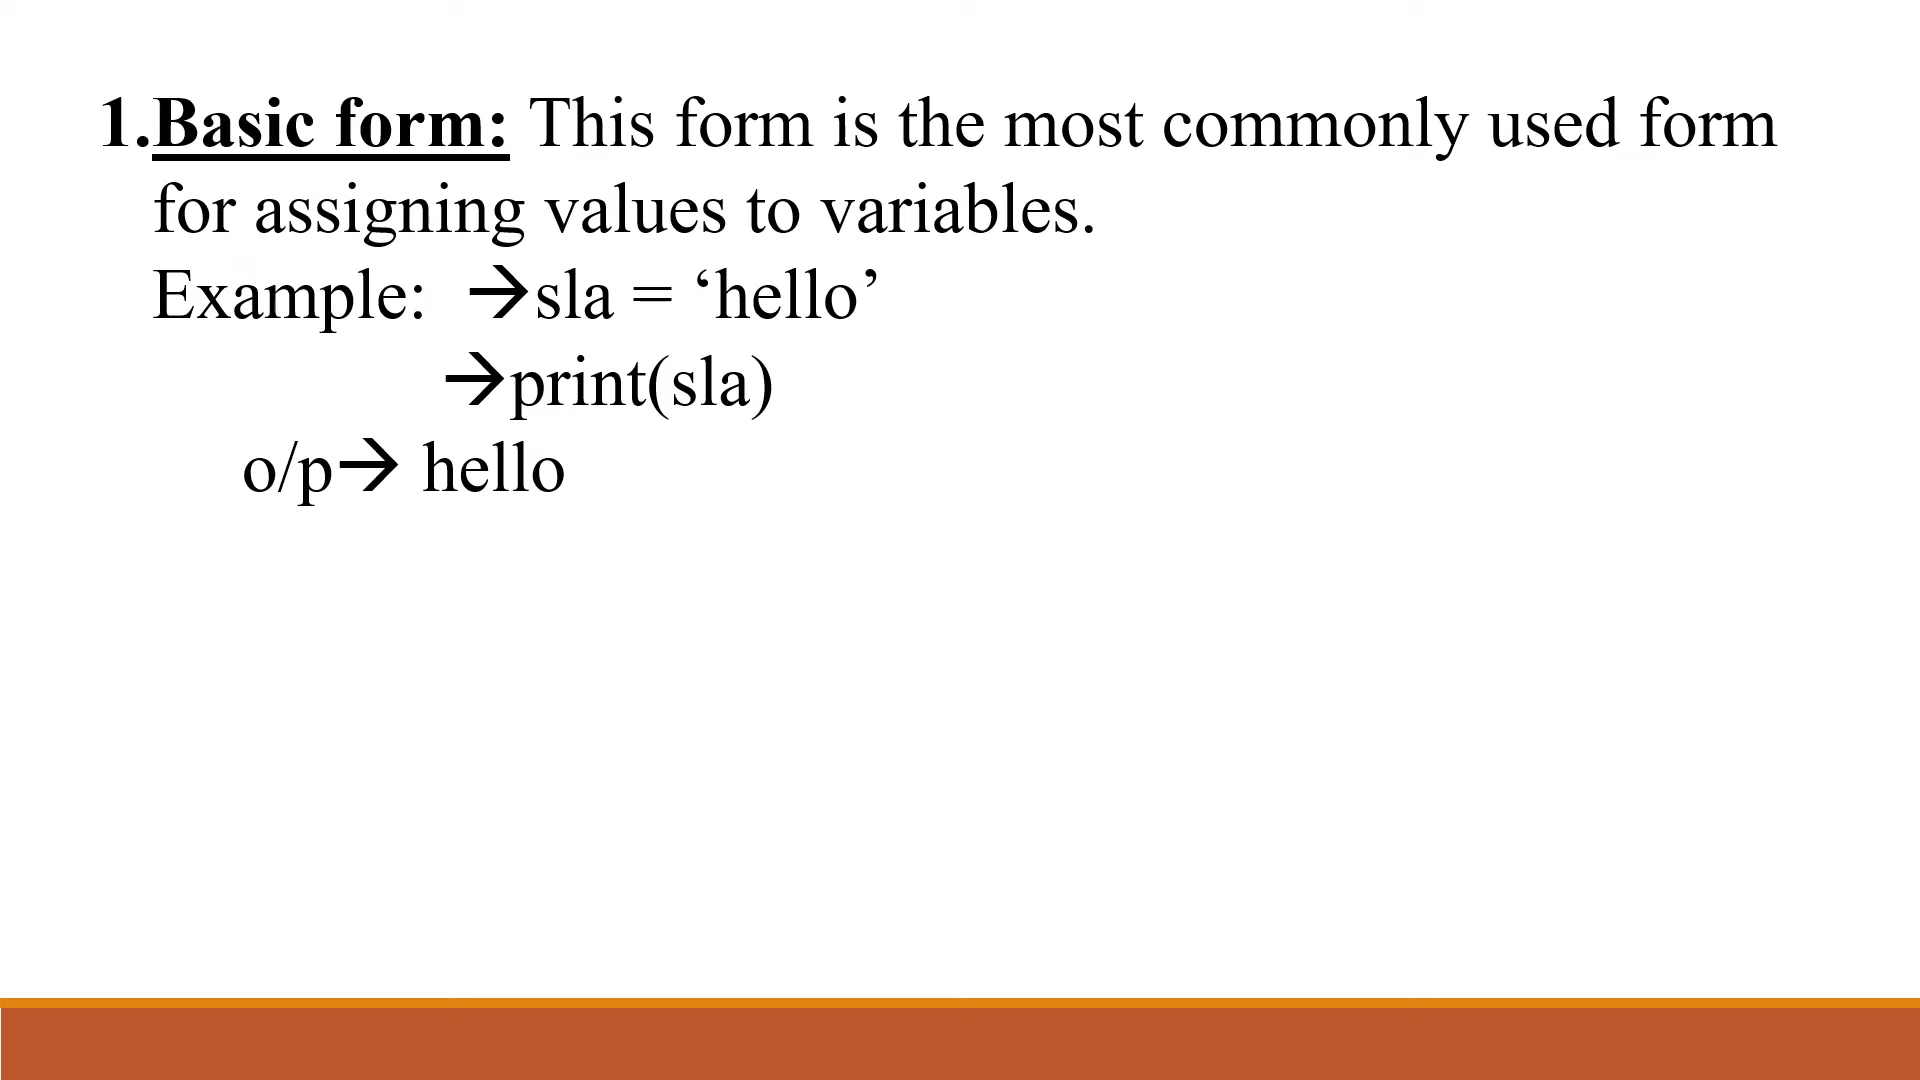 1.Basic form: This form is the most commonly used form
for assigning values to variables.
Example: →sla = ‘hello’
→print(sla)
o/p→ hello